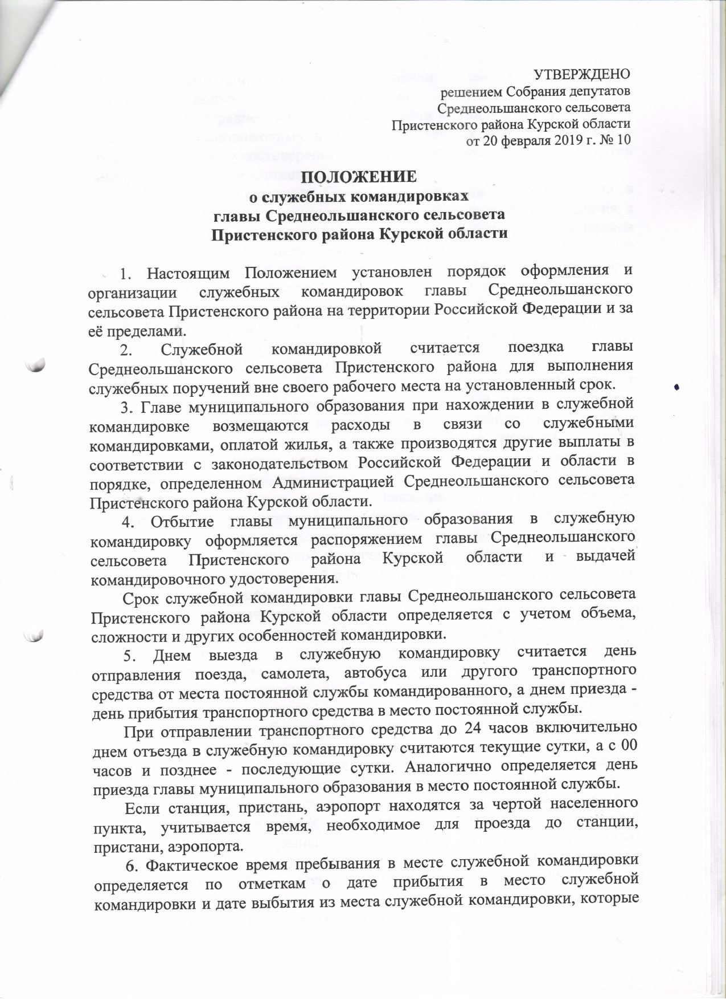 УТВЕРЖДЕНО
решением Собрания депутатов
Среднеольшанского сельсовета
Пристенского района Курской области
от 20 февраля 2019 г. № 10
ПОЛОЖЕНИЕ
о служебных командировках
главы Среднеольшанского сельсовета
Пристенского района Курской области
1. Настоящим Положением установлен порядок оформления и
организации служебных командировок главы Среднеольшанского
сельсовета Пристенского района на территории Российской Федерации и за
её пределами.
2. Служебной командировкой считается поездка главы
Среднеольшанского сельсовета Пристенского района для выполнения
служебных поручений вне своего рабочего места на установленный срок.
3. Главе муниципального образования при нахождении в служебной
командировке возмещаются расходы в связи со служебными
командировками, оплатой жилья, а также производятся другие выплаты в
соответствии с законодательством Российской Федерации и области в
порядке, определенном Администрацией Среднеольшанского сельсовета
Пристенского района Курской области.
4. Отбытие главы муниципального образования в служебную
командировку оформляется распоряжением главы Среднеольшанского
сельсовета Пристенского района Курской области и выдачей
командировочного удостоверения.
Срок служебной командировки главы Среднеольшанского сельсовета
Пристенского района Курской области определяется с учетом объема,
сложности и других особенностей командировки.
5. Днем выезда в служебную командировку считается день
отправления поезда, самолета, автобуса или другого транспортного
средства от места постоянной службы командированного, а днем приезда -
день прибытия транспортного средства в место постоянной службы.
При отправлении транспортного средства до 24 часов включительно
днем отъезда в служебную командировку считаются текущие сутки, а с 00
часов и позднее - последующие сутки. Аналогично определяется день
приезда главы муниципального образования в место постоянной службы.
Если станция, пристань, аэропорт находятся за чертой населенного
пункта, учитывается время, необходимое для проезда до станции,
пристани, аэропорта.
6. Фактическое время пребывания в месте служебной командировки
определяется по отметкам о дате прибытия в место служебной
командировки и дате выбытия из места служебной командировки, которые